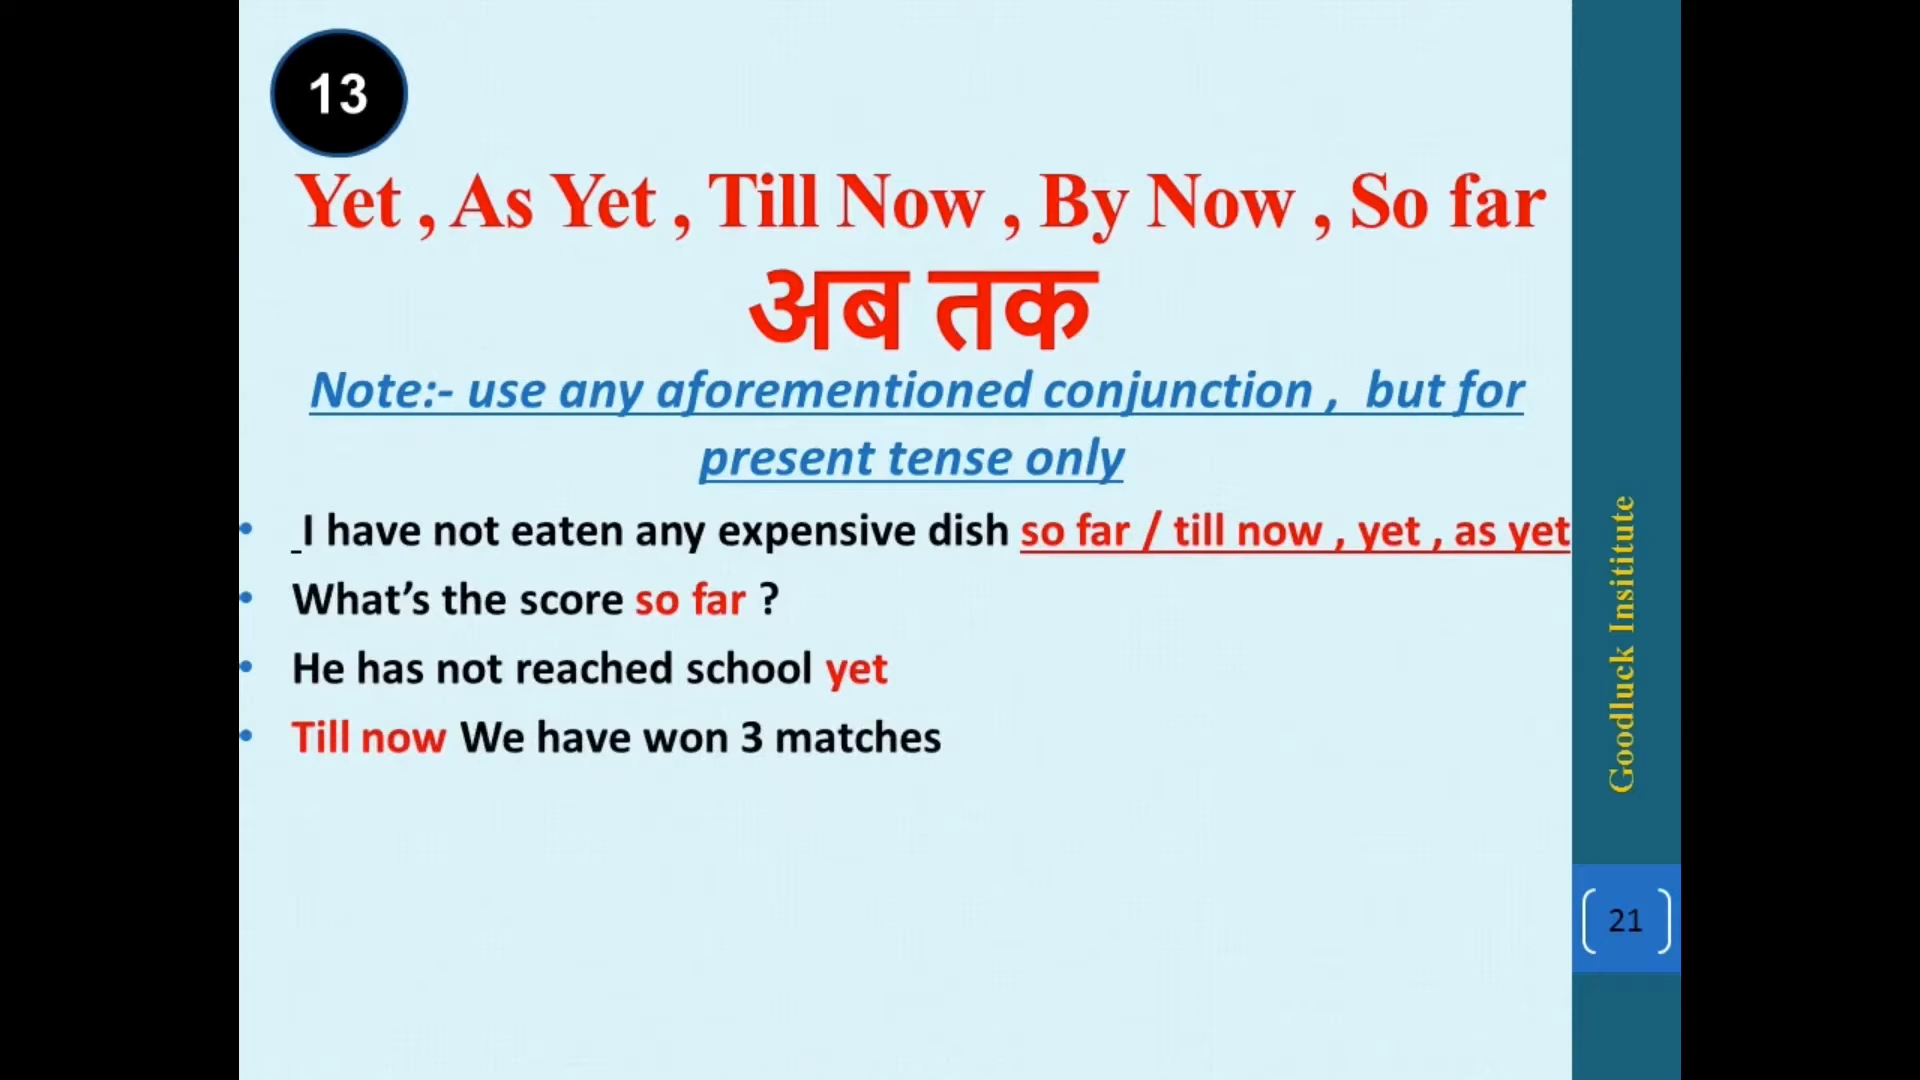 13
Yet , As Yet , Till Now , By Now , So far
अब तक
Note:- use any aforementioned conjunction , but for
present tense only
• I have not eaten any expensive dish so far / till now , yet , as yet
• What’s the score so far ?
• He has not reached school yet
• Till now We have won 3 matches
Goodluck Insititute
21